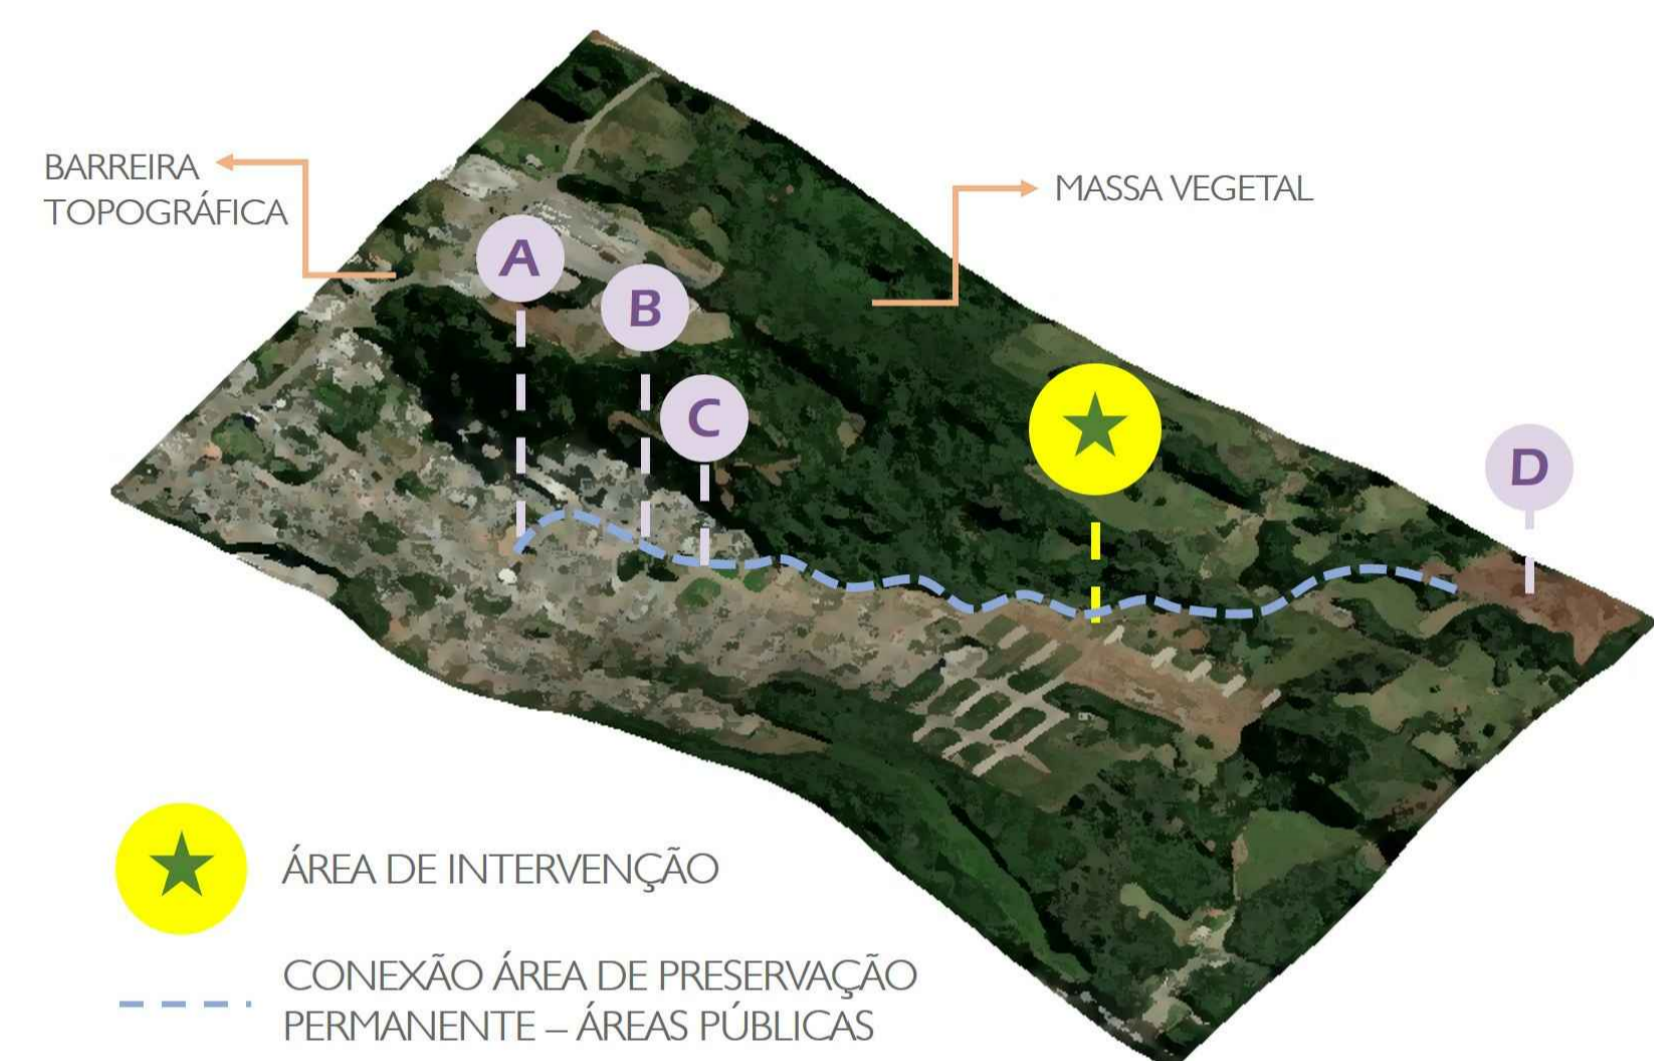 BARREIRA
TOPOGRÁFICA
MASSA VEGETAL
A
B
C
D
ÁREA DE INTERVENÇÃO
CONEXÃO ÁREA DE PRESERVAÇÃO
PERMANENTE – ÁREAS PÚBLICAS